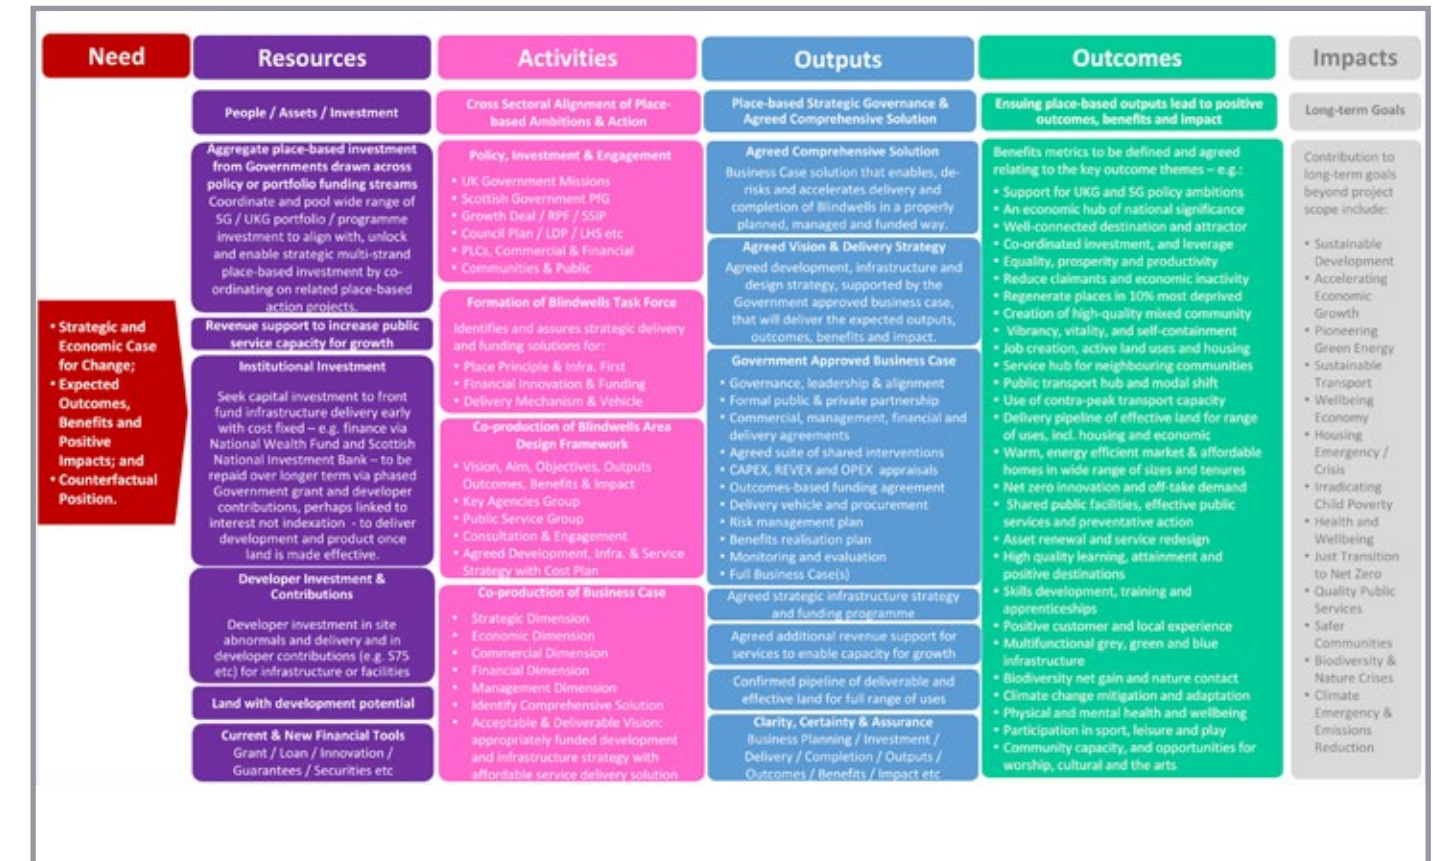 Need
• Strategic and
Economic Case
for Change;
• Expected
Outcomes,
Benefits and
Positive
Impacts; and
• Counterfactual
Position.
Resources
People / Assets / Investment
Aggregate place-based investment
from Governments drawn across
policy or portfolio funding streams
Coordinate and pool wide range of
SG / UKG portfolio / programme
investment to align with, unlock
and enable strategic multi-strand
place-based investment by co-
ordinating on related place-based
action projects.
Revenue support to increase public
service capacity for growth
Institutional Investment
Seek capital investment to front
fund infrastructure delivery early
with cost fixed – e.g. finance via
National Wealth Fund and Scottish
National Investment Bank – to be
repaid over longer term via phased
Government grant and developer
contributions, perhaps linked to
interest not indexation - to deliver
development and product once
land is made effective.
Developer Investment &
Contributions
Developer investment in site
abnormals and delivery and in
developer contributions (e.g. S75
etc) for infrastructure or facilities
Land with development potential
Current & New Financial Tools
Grant / Loan / Innovation /
Guarantees / Securities etc
Activities
Cross Sectoral Alignment of Place-
based Ambitions & Action
Policy, Investment & Engagement
• UK Government Missions
• Scottish Government PfG
• Growth Deal / RPF / SSIP
• Council Plan / LDP / LHS etc
• PLCs, Commercial & Financial
• Communities & Public
Formation of Blindwells Task Force
Identifies and assures strategic delivery
and funding solutions for:
• Place Principle & Infra. First
• Financial Innovation & Funding
• Delivery Mechanism & Vehicle
Co-production of Blindwells Area
Design Framework
• Vision, Aim, Objectives, Outputs
Outcomes, Benefits & Impact
• Key Agencies Group
• Public Service Group
• Consultation & Engagement
• Agreed Development, Infra. & Service
Strategy with Cost Plan
Co-production of Business Case
• Strategic Dimension
• Economic Dimension
• Commercial Dimension
• Financial Dimension
• Management Dimension
• Identify Comprehensive Solution
• Acceptable & Deliverable Vision:
appropriately funded development
and infrastructure strategy with
affordable service delivery solution
Outputs
Place-based Strategic Governance &
Agreed Comprehensive Solution
Agreed Comprehensive Solution
Business Case solution that enables, de-
risks and accelerates delivery and
completion of Blindwells in a properly
planned, managed and funded way.
Agreed Vision & Delivery Strategy
Agreed development, infrastructure and
design strategy, supported by the
Government approved business case,
that will deliver the expected outputs,
outcomes, benefits and impact.
Government Approved Business Case
• Governance, leadership & alignment
• Formal public & private partnership
• Commercial, management, financial and
delivery agreements
• Agreed suite of shared interventions
• CAPEX, REVEX and OPEX appraisals
• Outcomes-based funding agreement
• Delivery vehicle and procurement
• Risk management plan
• Benefits realisation plan
• Monitoring and evaluation
• Full Business Case(s)
Agreed strategic infrastructure strategy
and funding programme
Agreed additional revenue support for
services to enable capacity for growth
Confirmed pipeline of deliverable and
effective land for full range of uses
Clarity, Certainty & Assurance
Business Planning / Investment /
Delivery / Completion / Outputs /
Outcomes / Benefits / Impact etc
Outcomes
Ensuing place-based outputs lead to positive
outcomes, benefits and impact
Benefits metrics to be defined and agreed
relating to the key outcome themes – e.g.:
• Support for UKG and SG policy ambitions
• An economic hub of national significance
• Well-connected destination and attractor
• Co-ordinated investment, and leverage
• Equality, prosperity and productivity
• Reduce claimants and economic inactivity
• Regenerate places in 10% most deprived
• Creation of high-quality mixed community
• Vibrancy, vitality, and self-containment
• Job creation, active land uses and housing
• Service hub for neighbouring communities
• Public transport hub and modal shift
• Use of contra-peak transport capacity
• Delivery pipeline of effective land for range
of uses, incl. housing and economic
• Warm, energy efficient market & affordable
homes in wide range of sizes and tenures
• Net zero innovation and off-take demand
• Shared public facilities, effective public
services and preventative action
• Asset renewal and service redesign
• High quality learning, attainment and
positive destinations
• Skills development, training and
apprenticeships
• Positive customer and local experience
• Multifunctional grey, green and blue
infrastructure
• Biodiversity net gain and nature contact
• Climate change mitigation and adaptation
• Physical and mental health and wellbeing
• Participation in sport, leisure and play
• Community capacity, and opportunities for
worship, cultural and the arts
Impacts
Long-term Goals
Contribution to
long-term goals
beyond project
scope include:
• Sustainable
Development
• Accelerating
Economic
Growth
• Pioneering
Green Energy
• Sustainable
Transport
• Wellbeing
Economy
• Housing
Emergency /
Crisis
• Irradicating
Child Poverty
• Health and
Wellbeing
• Just Transition
to Net Zero
• Quality Public
Services
• Safer
Communities
• Biodiversity &
Nature Crises
• Climate
Emergency &
Emissions
Reduction